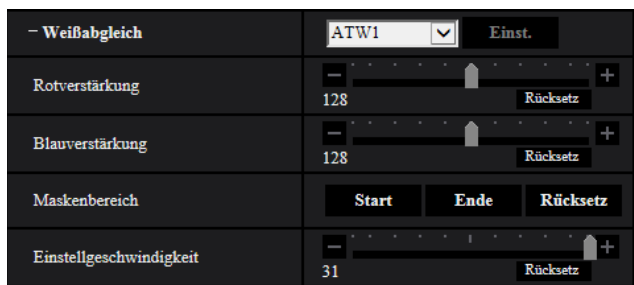 − Weißabgleich ATW1 Einst.
Rotverstärkung − +
128 Rücksetz
Blauverstärkung − +
128 Rücksetz
Maskenbereich Start Ende Rücksetz
Einstellgeschwindigkeit − +
31 Rücksetz